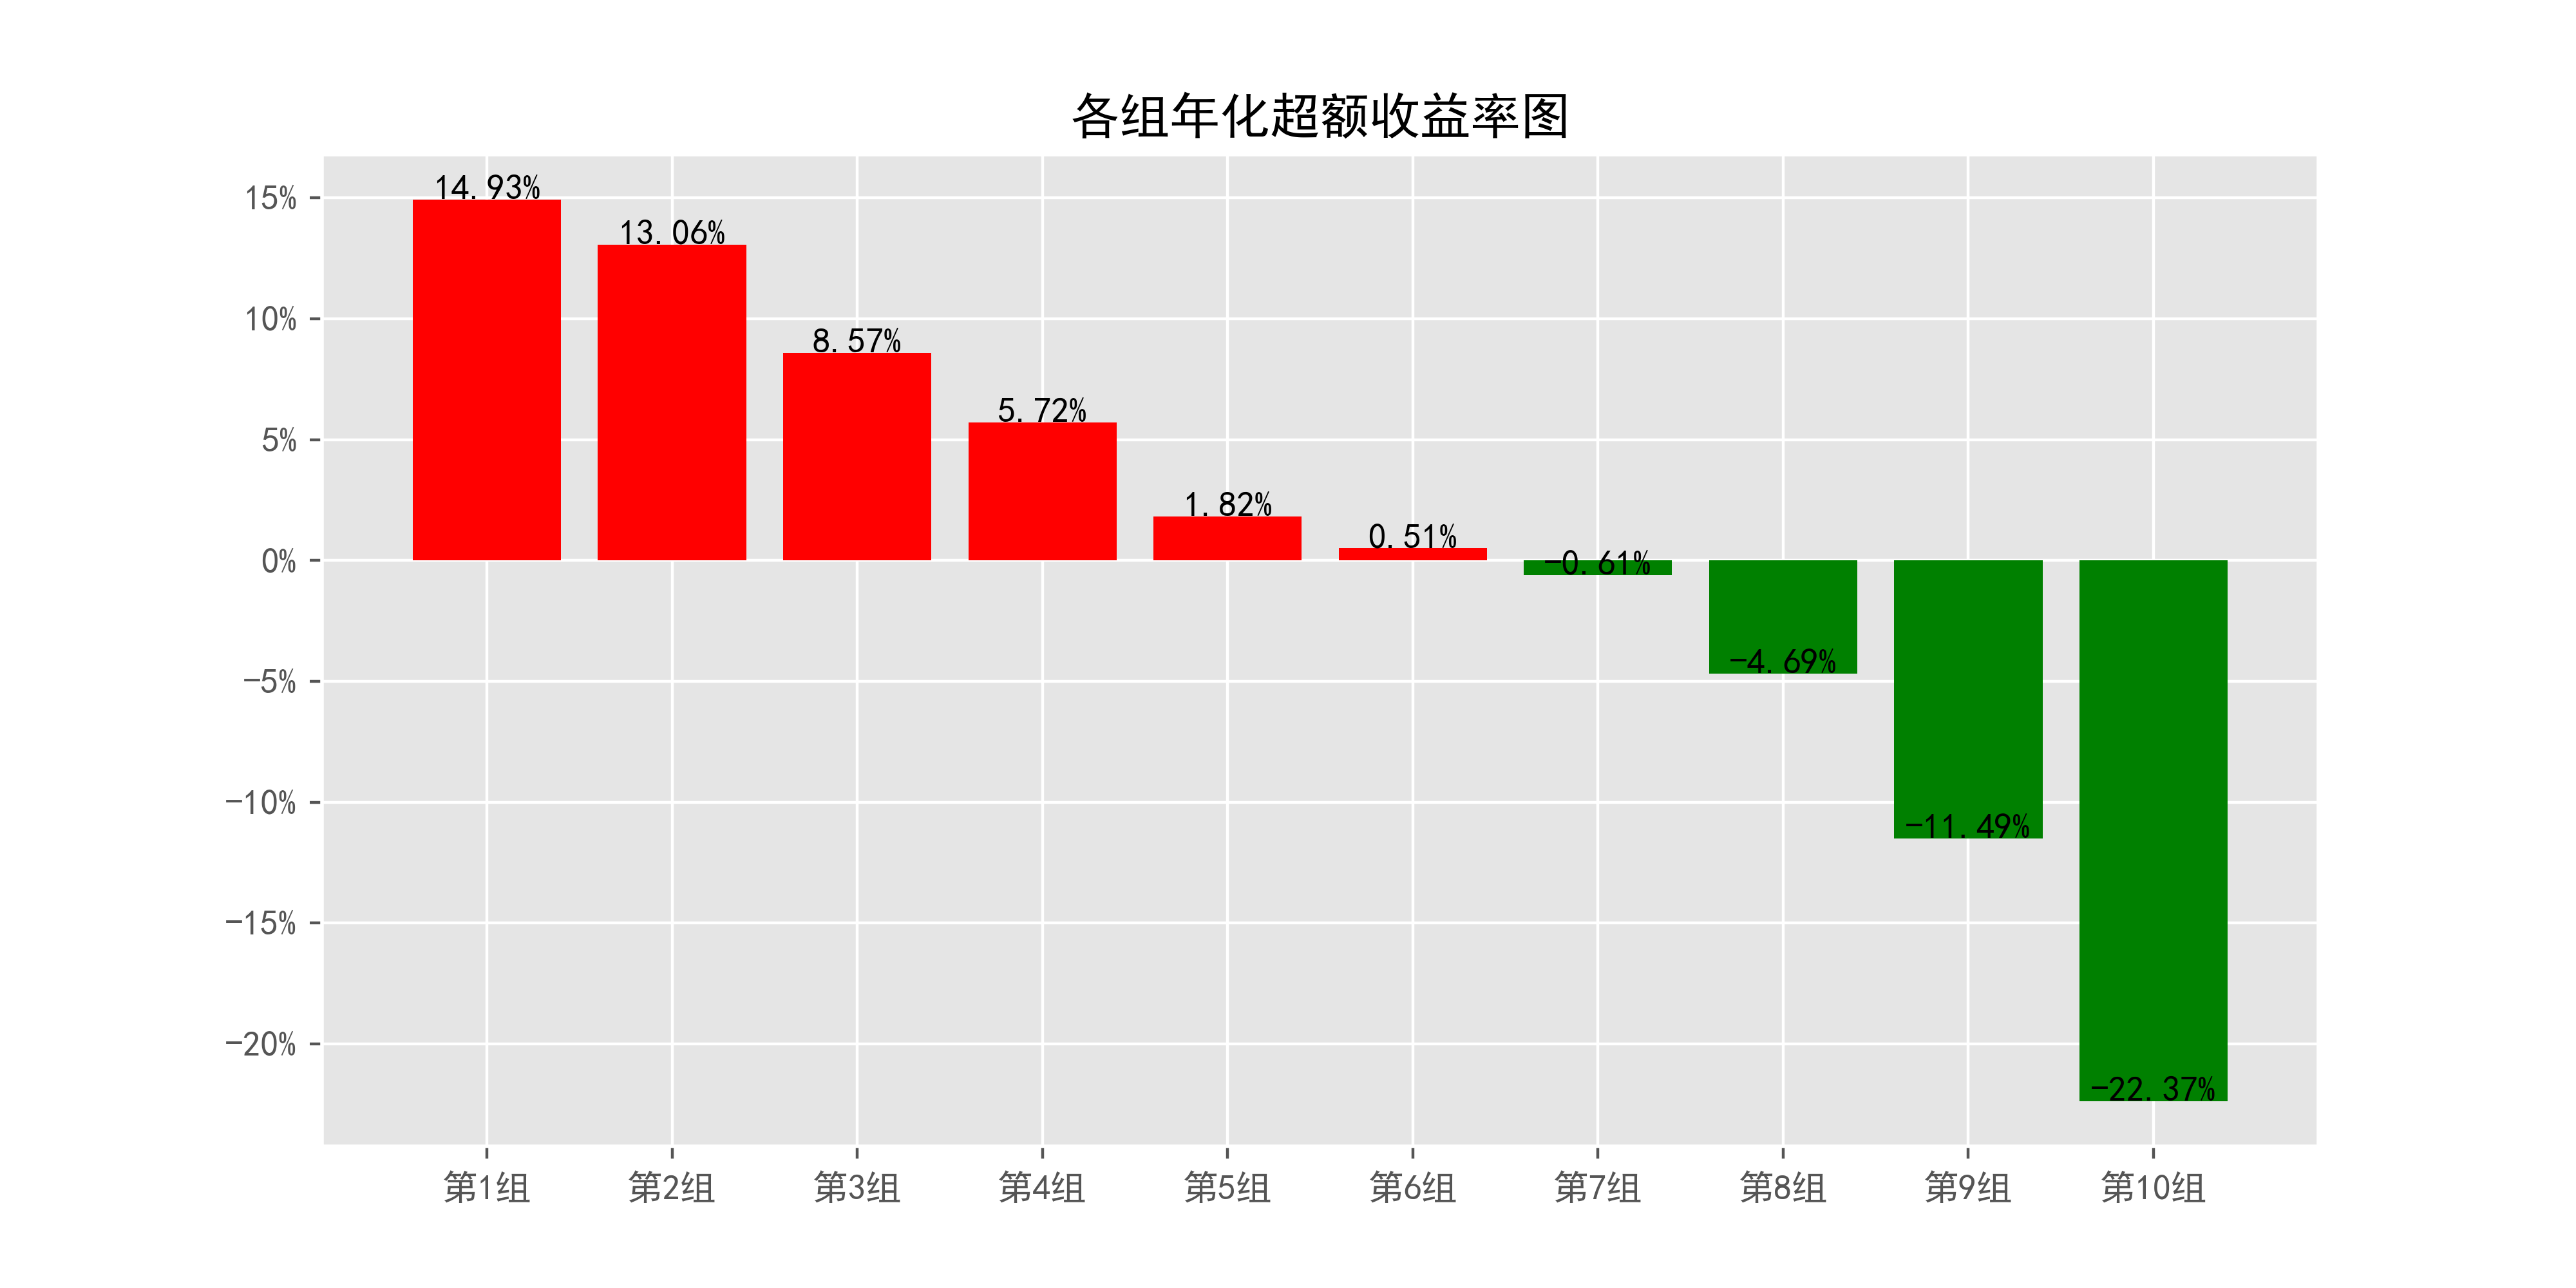 各组年化超额收益率图
15%
10%
5%
0%
−5%
−10%
−15%
−20%
14.93%
13.06%
8.57%
5.72%
1.82%
0.51%
−0.61%
−4.69%
−11.49%
−22.37%
第1组
第2组
第3组
第4组
第5组
第6组
第7组
第8组
第9组
第10组